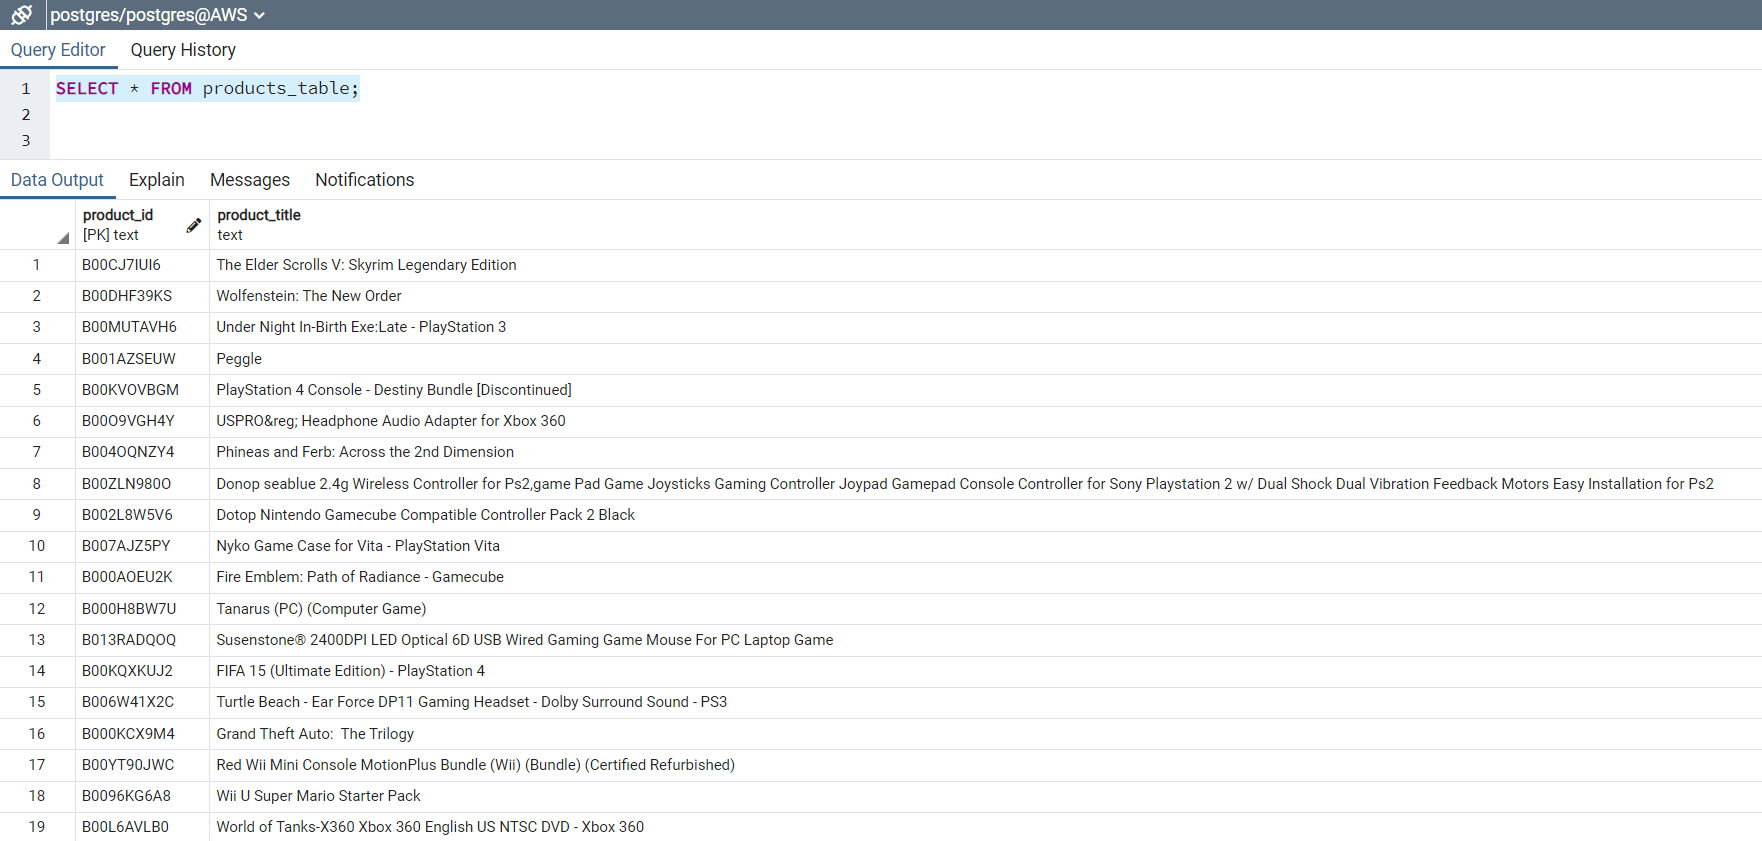 postgres/postgres@AWS
Query Editor Query History
1 SELECT * FROM products_table;
2
3
Data Output Explain Messages Notifications
product_id product_title
[PK] text text
1 B00CJ7IUI6 The Elder Scrolls V: Skyrim Legendary Edition
2 B00DHF39KS Wolfenstein: The New Order
3 B00MUTAVH6 Under Night In-Birth Exe:Late - PlayStation 3
4 B001AZSEUW Peggle
5 B00KVOVBGM PlayStation 4 Console - Destiny Bundle [Discontinued]
6 B00O9VGH4Y USPRO&reg; Headphone Audio Adapter for Xbox 360
7 B004OQNZY4 Phineas and Ferb: Across the 2nd Dimension
8 B00ZLN980O Donop seablue 2.4g Wireless Controller for Ps2,game Pad Game Joysticks Gaming Controller Joypad Gamepad Console Controller for Sony Playstation 2 w/ Dual Shock Dual Vibration Feedback Motors Easy Installation for Ps2
9 B002L8W5V6 Dotop Nintendo Gamecube Compatible Controller Pack 2 Black
10 B007AJZ5PY Nyko Game Case for Vita - PlayStation Vita
11 B000AOEU2K Fire Emblem: Path of Radiance - Gamecube
12 B000H8BW7U Tanarus (PC) (Computer Game)
13 B013RADQOQ Susenstone® 2400DPI LED Optical 6D USB Wired Gaming Game Mouse For PC Laptop Game
14 B00KQXKUJ2 FIFA 15 (Ultimate Edition) - PlayStation 4
15 B006W41X2C Turtle Beach - Ear Force DP11 Gaming Headset - Dolby Surround Sound - PS3
16 B000KCX9M4 Grand Theft Auto:  The Trilogy
17 B00YT90JWC Red Wii Mini Console MotionPlus Bundle (Wii) (Bundle) (Certified Refurbished)
18 B0096KG6A8 Wii U Super Mario Starter Pack
19 B00L6AVLB0 World of Tanks-X360 Xbox 360 English US NTSC DVD - Xbox 360